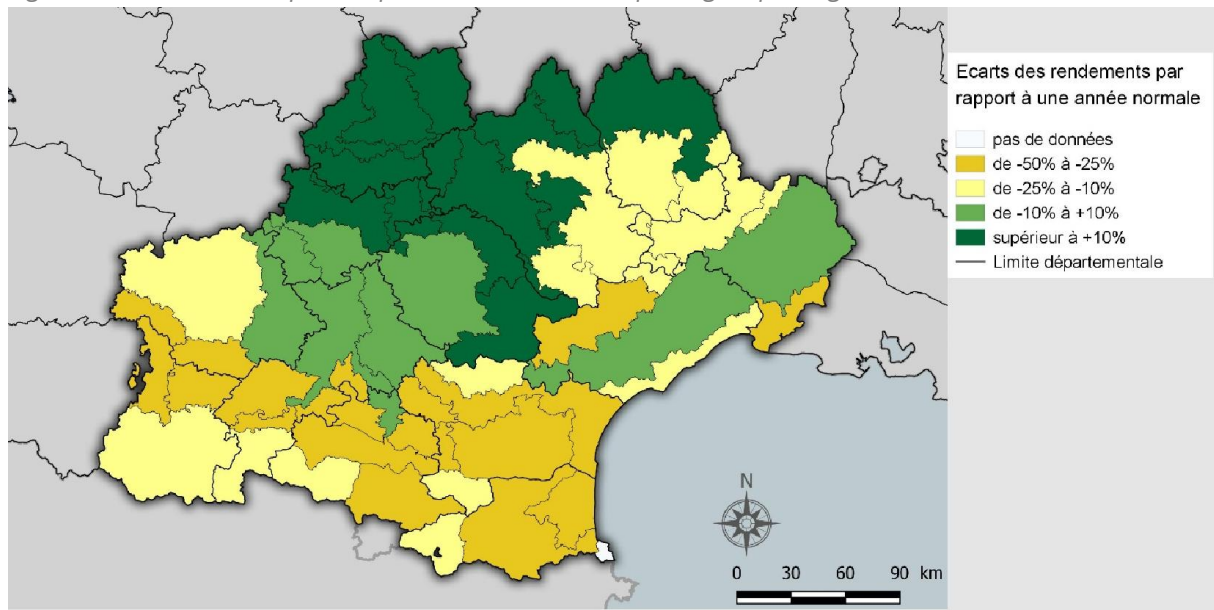 Ecarts des rendements par
rapport à une année normale
pas de données
de -50% à -25%
de -25% à -10%
de -10% à +10%
supérieur à +10%
Limite départementale
N
0 30 60 90 km